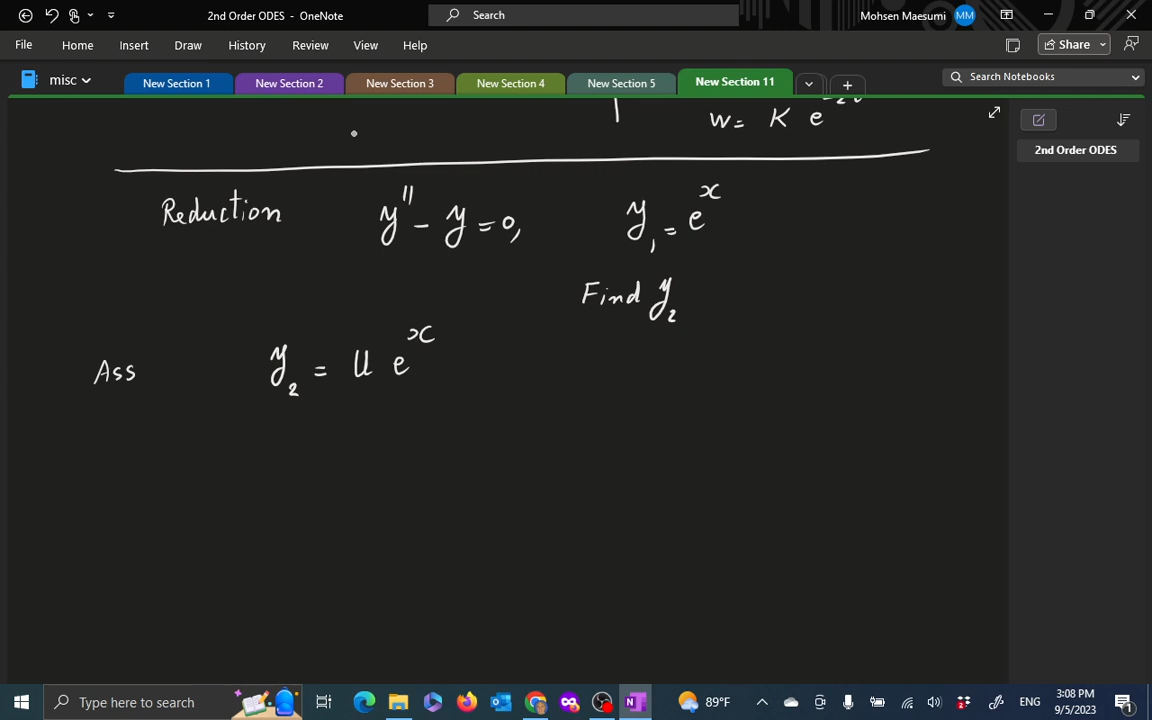 2nd Order ODES - OneNote
Search
Mohsen Maesumi MM
File Home Insert Draw History Review View Help
Share
misc
New Section 1 New Section 2 New Section 3 New Section 4 New Section 5 New Section 11 +
Search Notebooks
w = K e
2nd Order ODES
Reduction y'' - y = 0, y₁ = eˣ
Find y₂
Ass y₂ = u eˣ
Type here to search
89°F
ENG
3:08 PM
9/5/2023
1